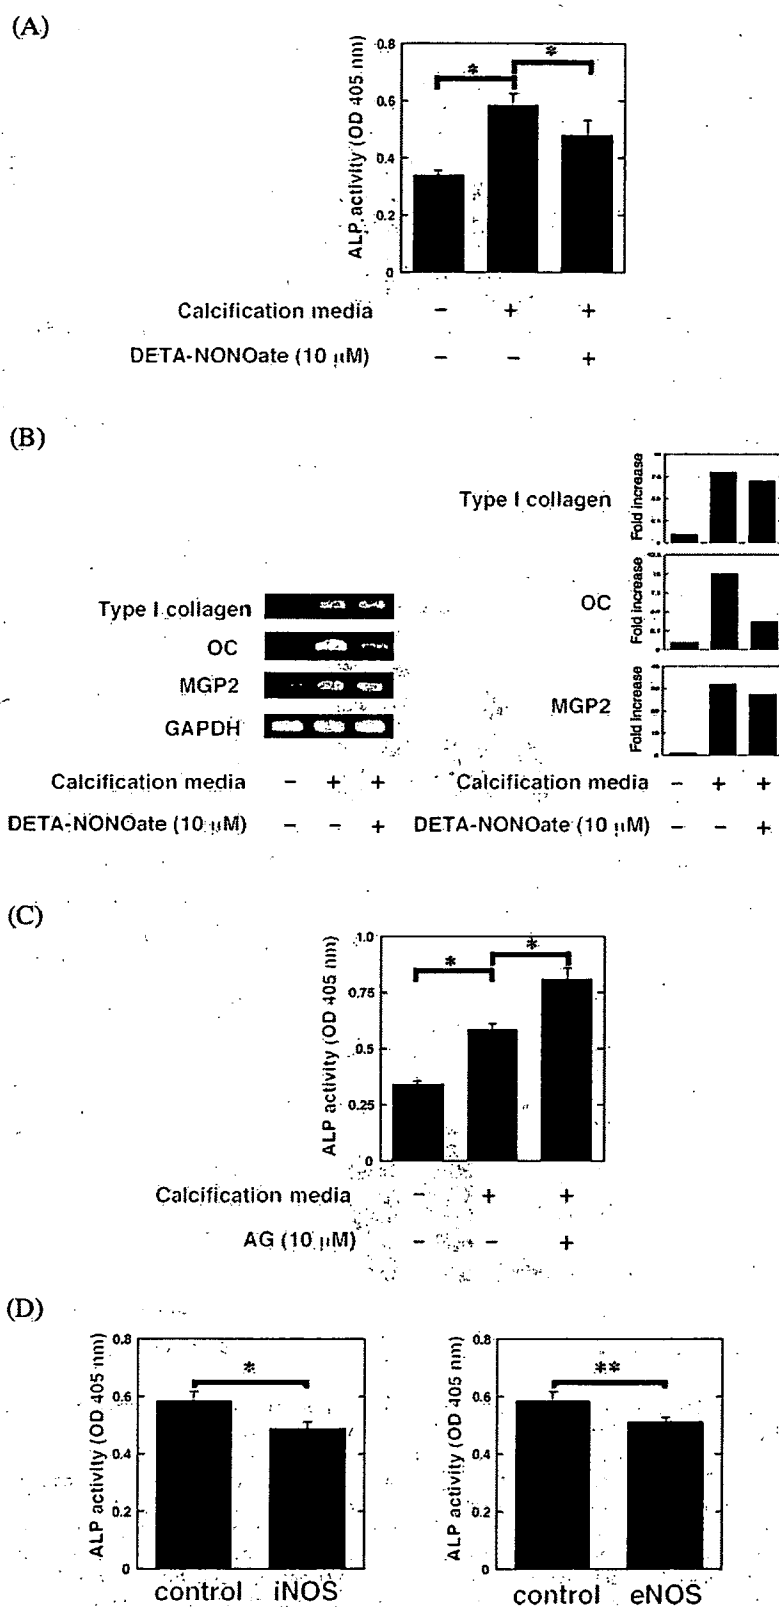 (A)
ALP activity (OD 405 nm)
0.8
0.6
0.4
0.2
0
*
*
Calcification media - + +
DETA-NONOate (10 μM) - - +
(B)
Type I collagen
Fold increase
OC
Fold increase
MGP2
Fold increase
Calcification media - + +
DETA-NONOate (10 μM) - - +
Type I collagen
OC
MGP2
GAPDH
Calcification media - + +
DETA-NONOate (10 μM) - - +
(C)
ALP activity (OD 405 nm)
1.0
0.75
0.5
0.25
0
*
*
Calcification media - + +
AG (10 μM) - - +
(D)
ALP activity (OD 405 nm)
0.8
0.6
0.4
0.2
0
*
control iNOS
ALP activity (OD 405 nm)
0.8
0.6
0.4
0.2
0
**
control eNOS